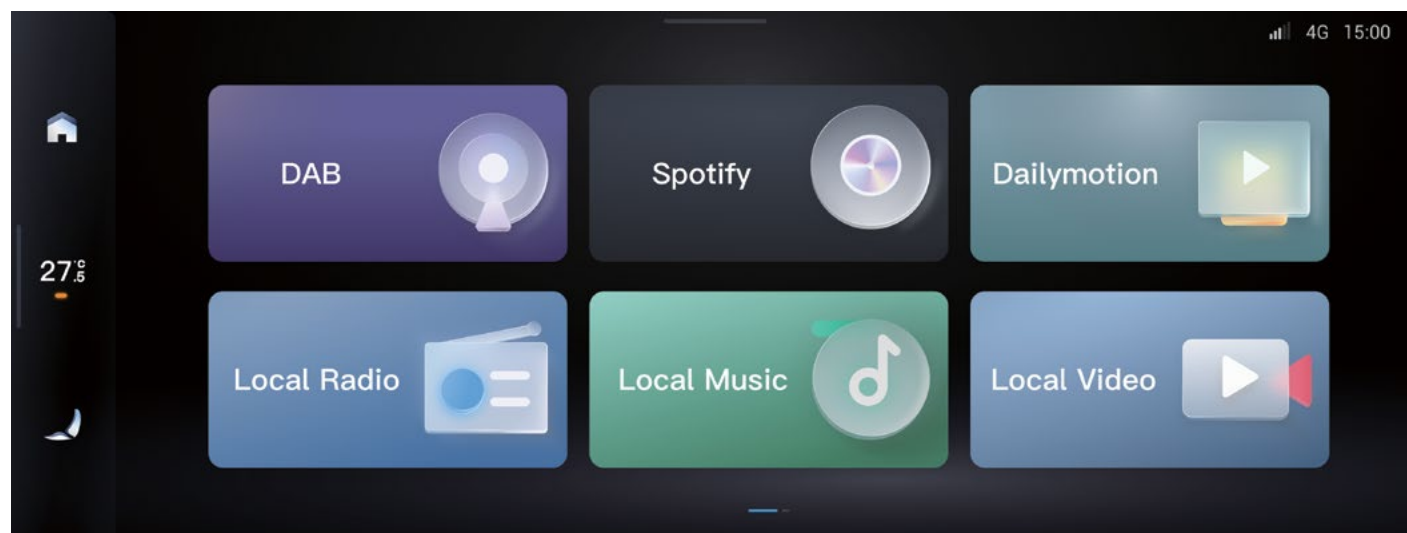 4G 15:00
DAB
Spotify
Dailymotion
27.5°C
Local Radio
Local Music
Local Video